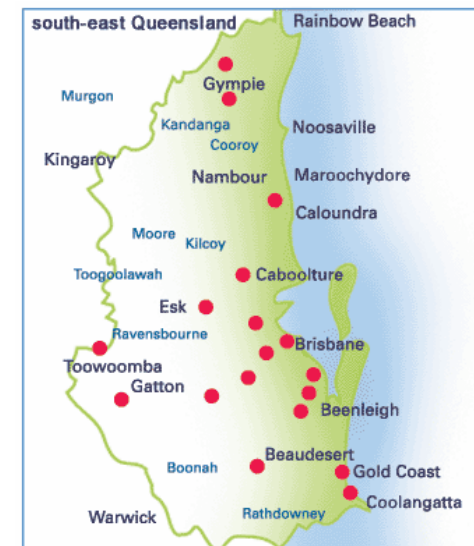 south-east Queensland
Rainbow Beach
Gympie
Murgon
Kandanga
Noosaville
Cooroy
Kingaroy
Nambour
Maroochydore
Caloundra
Moore
Kilcoy
Toogoolawah
Caboolture
Esk
Ravensbourne
Brisbane
Toowoomba
Gatton
Beenleigh
Beaudesert
Boonah
Gold Coast
Coolangatta
Warwick
Rathdowney